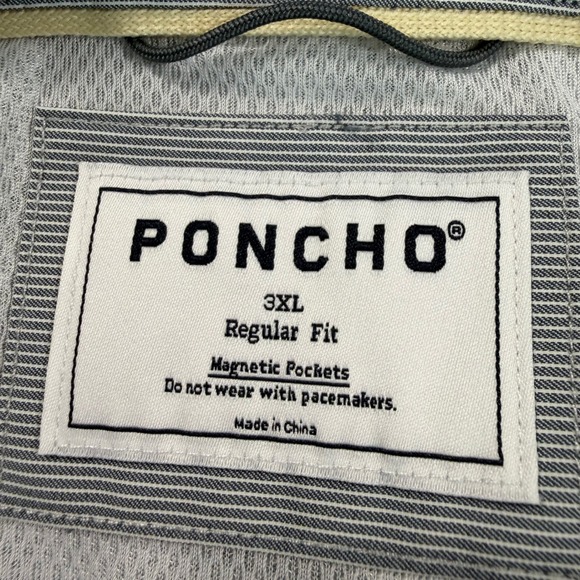 PONCHO®
3XL
Regular Fit
Magnetic Pockets
Do not wear with pacemakers.
Made in China